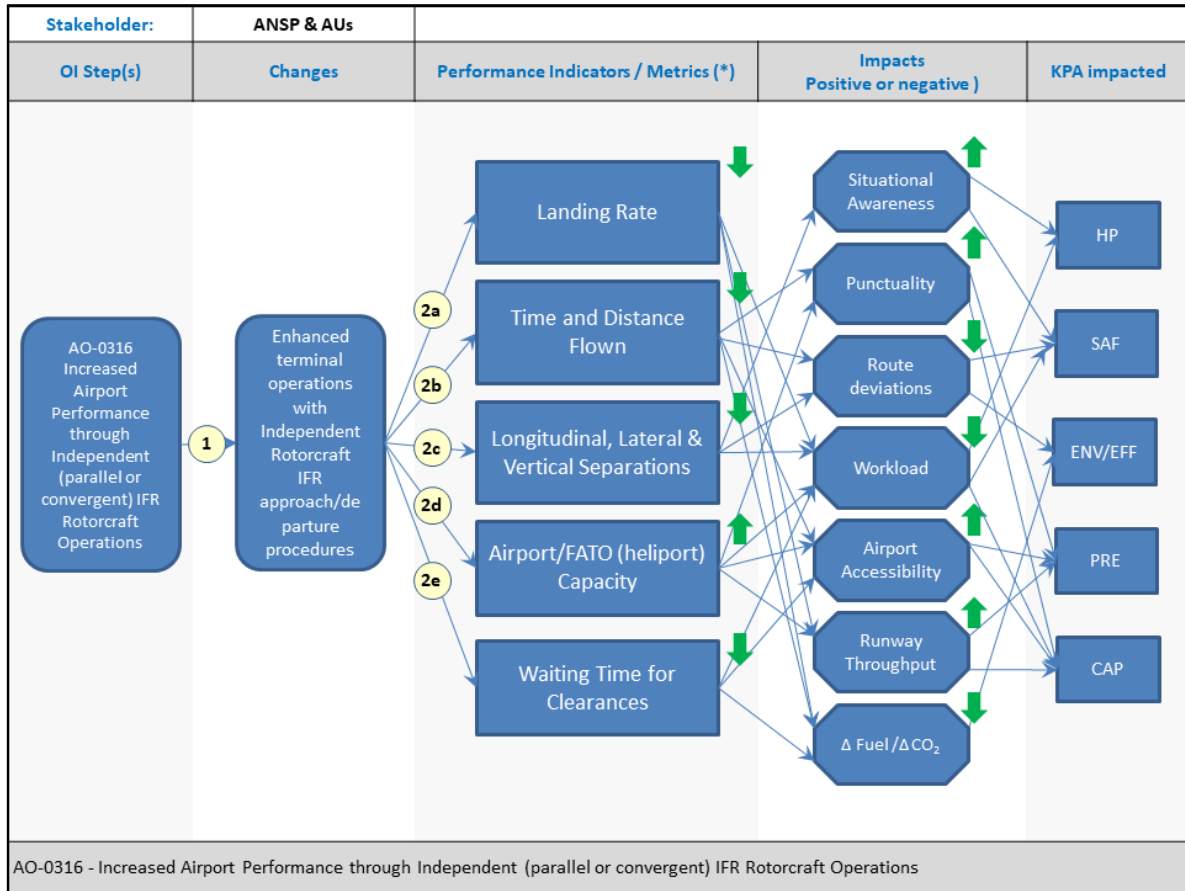 Stakeholder:
ANSP & AUs
OI Step(s)
Changes
Performance Indicators / Metrics (*)
Impacts
Positive or negative )
KPA impacted
AO-0316
Increased
Airport
Performance
through
Independent
(parallel or
convergent) IFR
Rotorcraft
Operations
1
Enhanced
terminal
operations
with
Independent
Rotorcraft
IFR
approach/de
parture
procedures
2a
2b
2c
2d
2e
Landing Rate
Time and Distance
Flown
Longitudinal, Lateral &
Vertical Separations
Airport/FATO (heliport)
Capacity
Waiting Time for
Clearances
Situational
Awareness
Punctuality
Route
deviations
Workload
Airport
Accessibility
Runway
Throughput
Δ Fuel /Δ CO₂
HP
SAF
ENV/EFF
PRE
CAP
AO-0316 - Increased Airport Performance through Independent (parallel or convergent) IFR Rotorcraft Operations